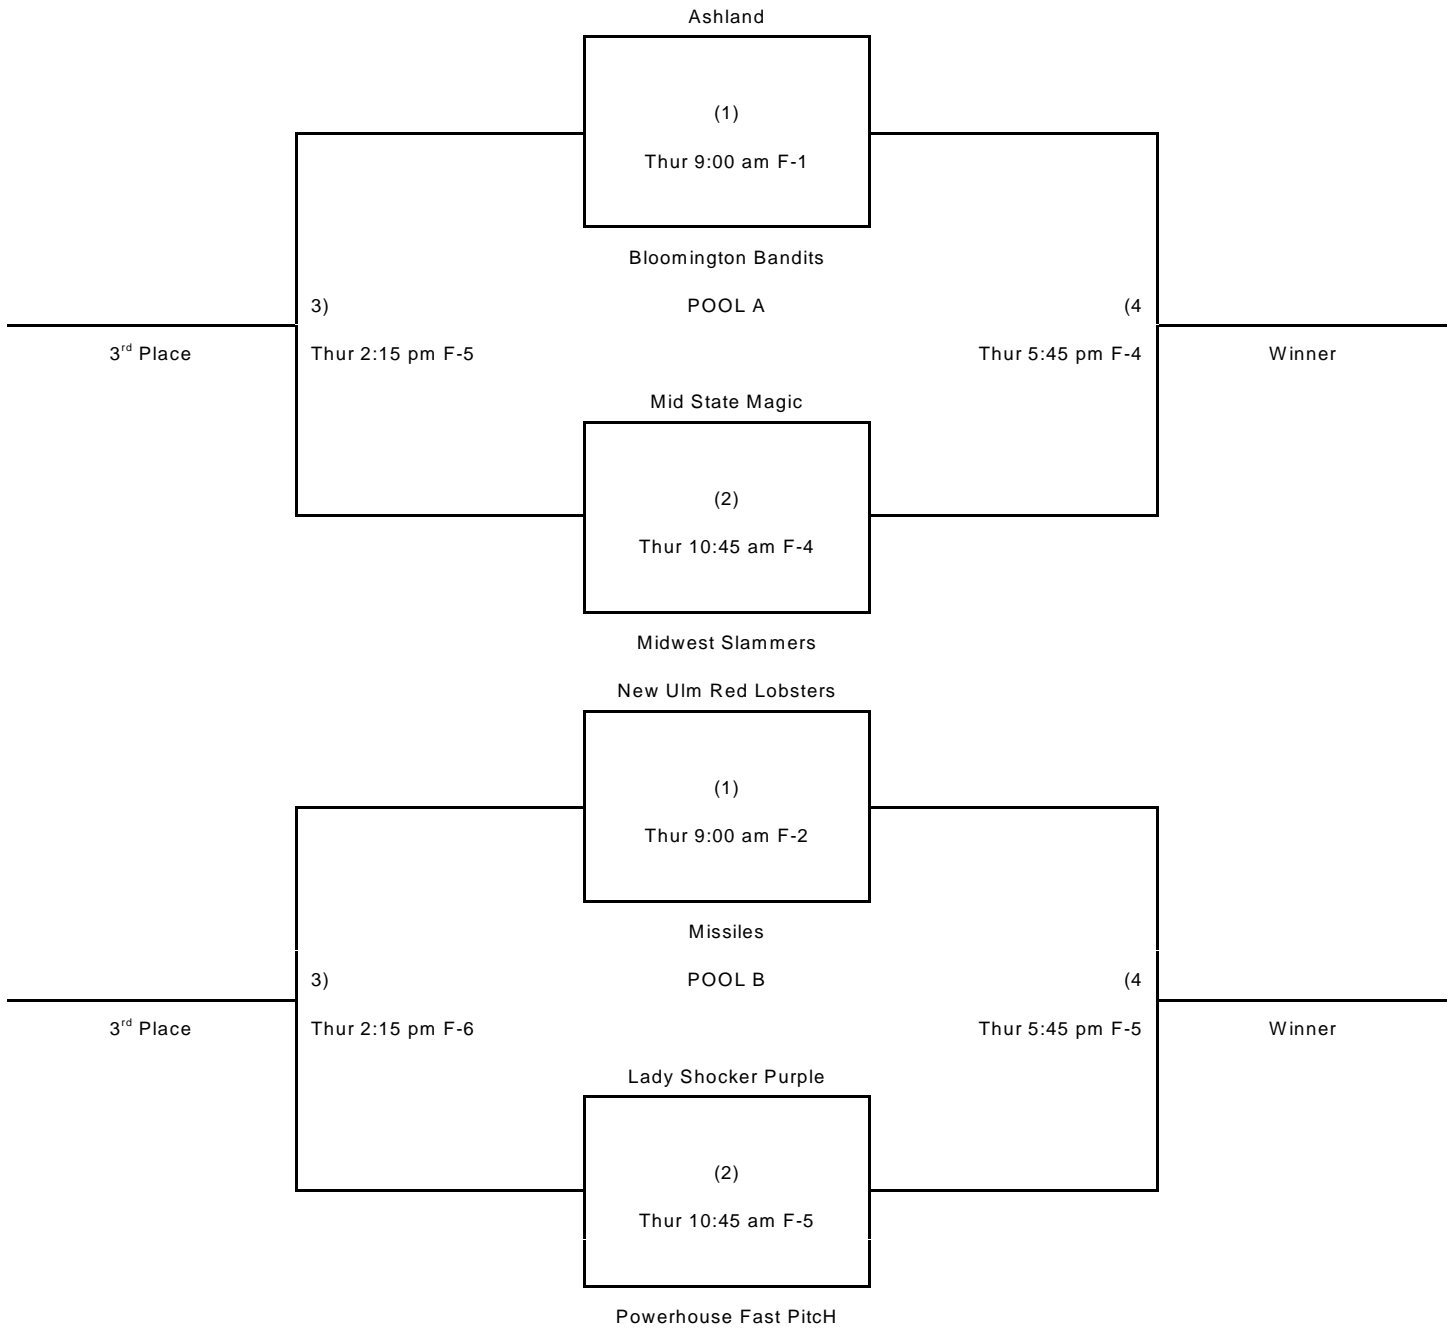 Ashland
(1)
Thur 9:00 am F-1
Bloomington Bandits
3) POOL A (4
3rd Place Thur 2:15 pm F-5 Thur 5:45 pm F-4 Winner
Mid State Magic
(2)
Thur 10:45 am F-4
Midwest Slammers
New Ulm Red Lobsters
(1)
Thur 9:00 am F-2
Missiles
3) POOL B (4
3rd Place Thur 2:15 pm F-6 Thur 5:45 pm F-5 Winner
Lady Shocker Purple
(2)
Thur 10:45 am F-5
Powerhouse Fast PitcH